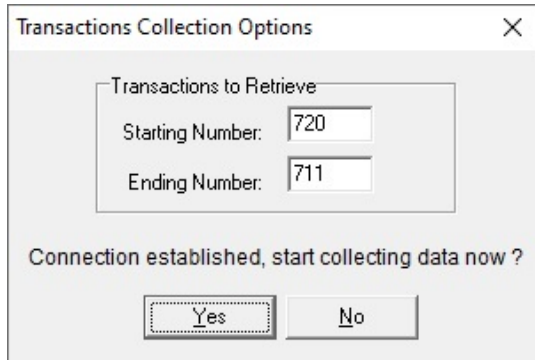 Transactions Collection Options
Transactions to Retrieve
Starting Number: 720
Ending Number: 711
Connection established, start collecting data now ?
Yes No